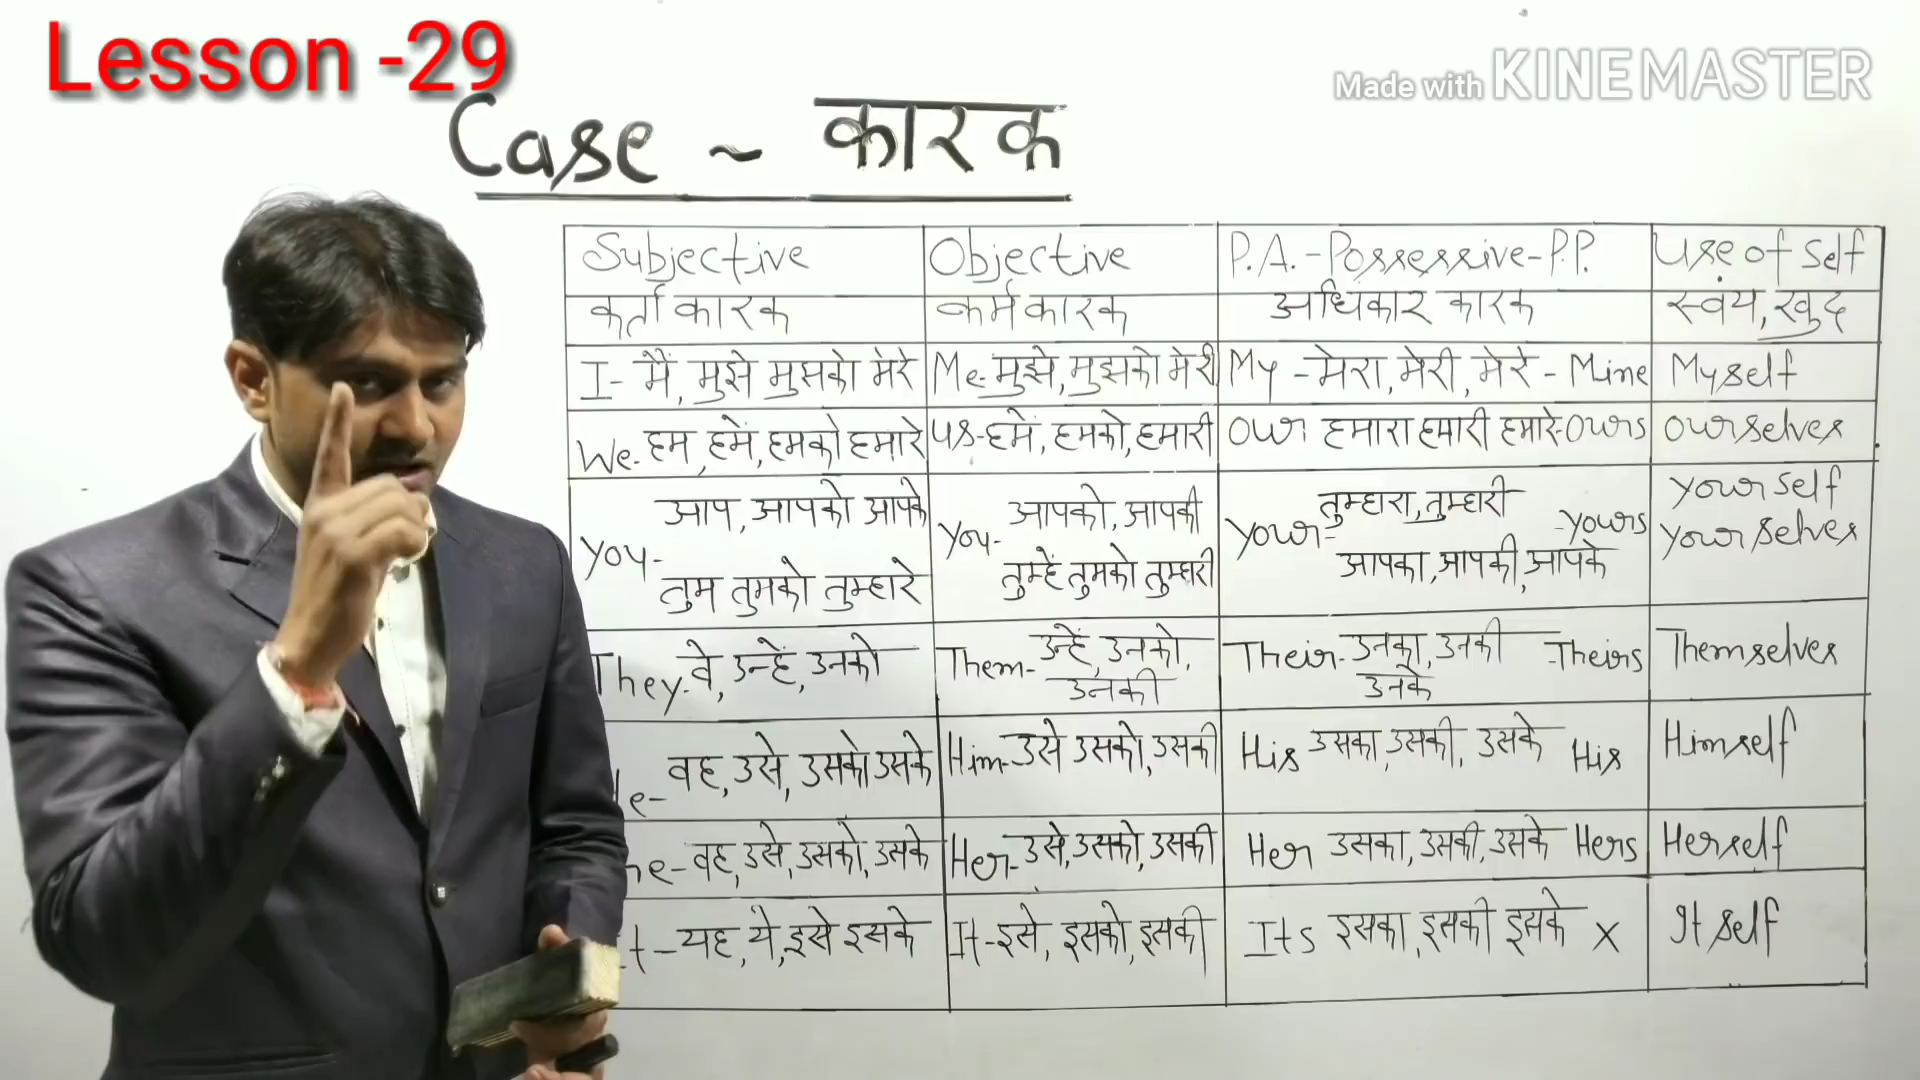 Lesson -29
Made with KINEMASTER
Case ~ कारक
Subjective Objective P.A.-Possessive-P.P. Use of Self
कर्ता कारक कर्म कारक अधिकार कारक स्वंय, खुद
I- मैं, मुझे मुझको मेरे Me-मुझे, मुझको मेरी My - मेरा, मेरी, मेरे - Mine Myself
We- हम, हमें, हमको हमारे us-हमें, हमको, हमारी our हमारा हमारी हमारे-ours ourselves
you- आप, आपको आपके you- आपको, आपकी your- तुम्हारा, तुम्हारी -yours yourself
तुम तुमको तुम्हारे तुम्हें तुमको तुम्हारी आपका, आपकी, आपके yourselves
They-वे, उन्हें, उनको Them- उन्हें, उनको, Their- उनका, उनकी -Theirs Themselves
उनकी उनके
e- वह, उसे, उसको उसके Him-उसे उसको, उसकी His उसका, उसकी, उसके His Himself
he-वह, उसे, उसको, उसके Her-उसे, उसको, उसकी Her उसका, उसकी, उसके Hers Herself
t-यह, ये, इसे इसके It-इसे, इसको, इसकी Its इसका, इसकी इसके x Itself